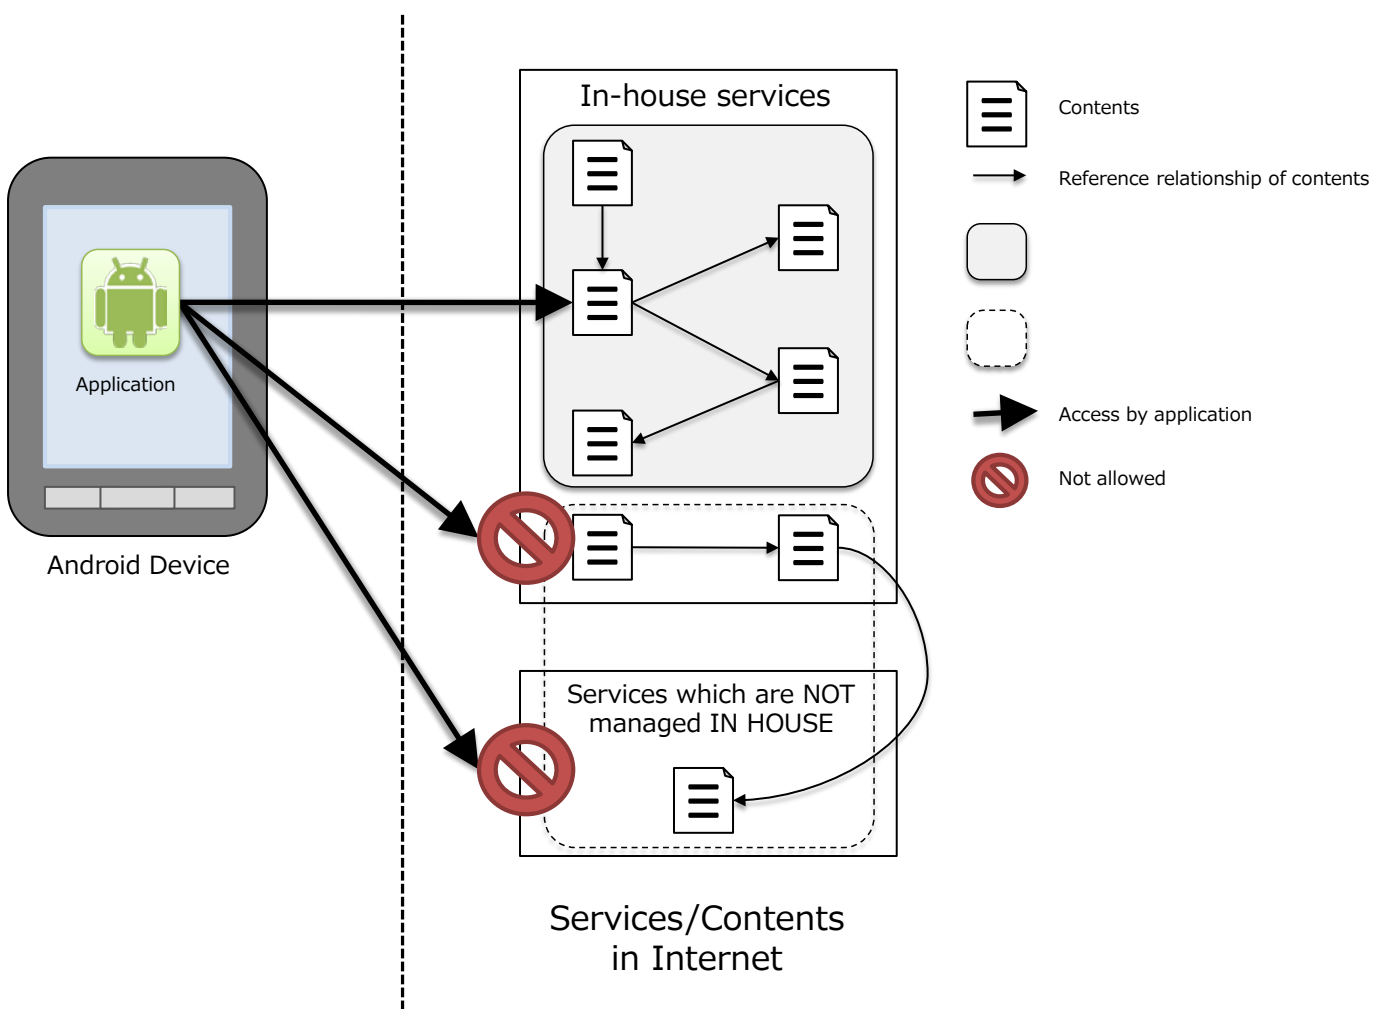 In-house services
Contents
Reference relationship of contents
Application
Access by application
Not allowed
Android Device
Services which are NOT
managed IN HOUSE
Services/Contents
in Internet